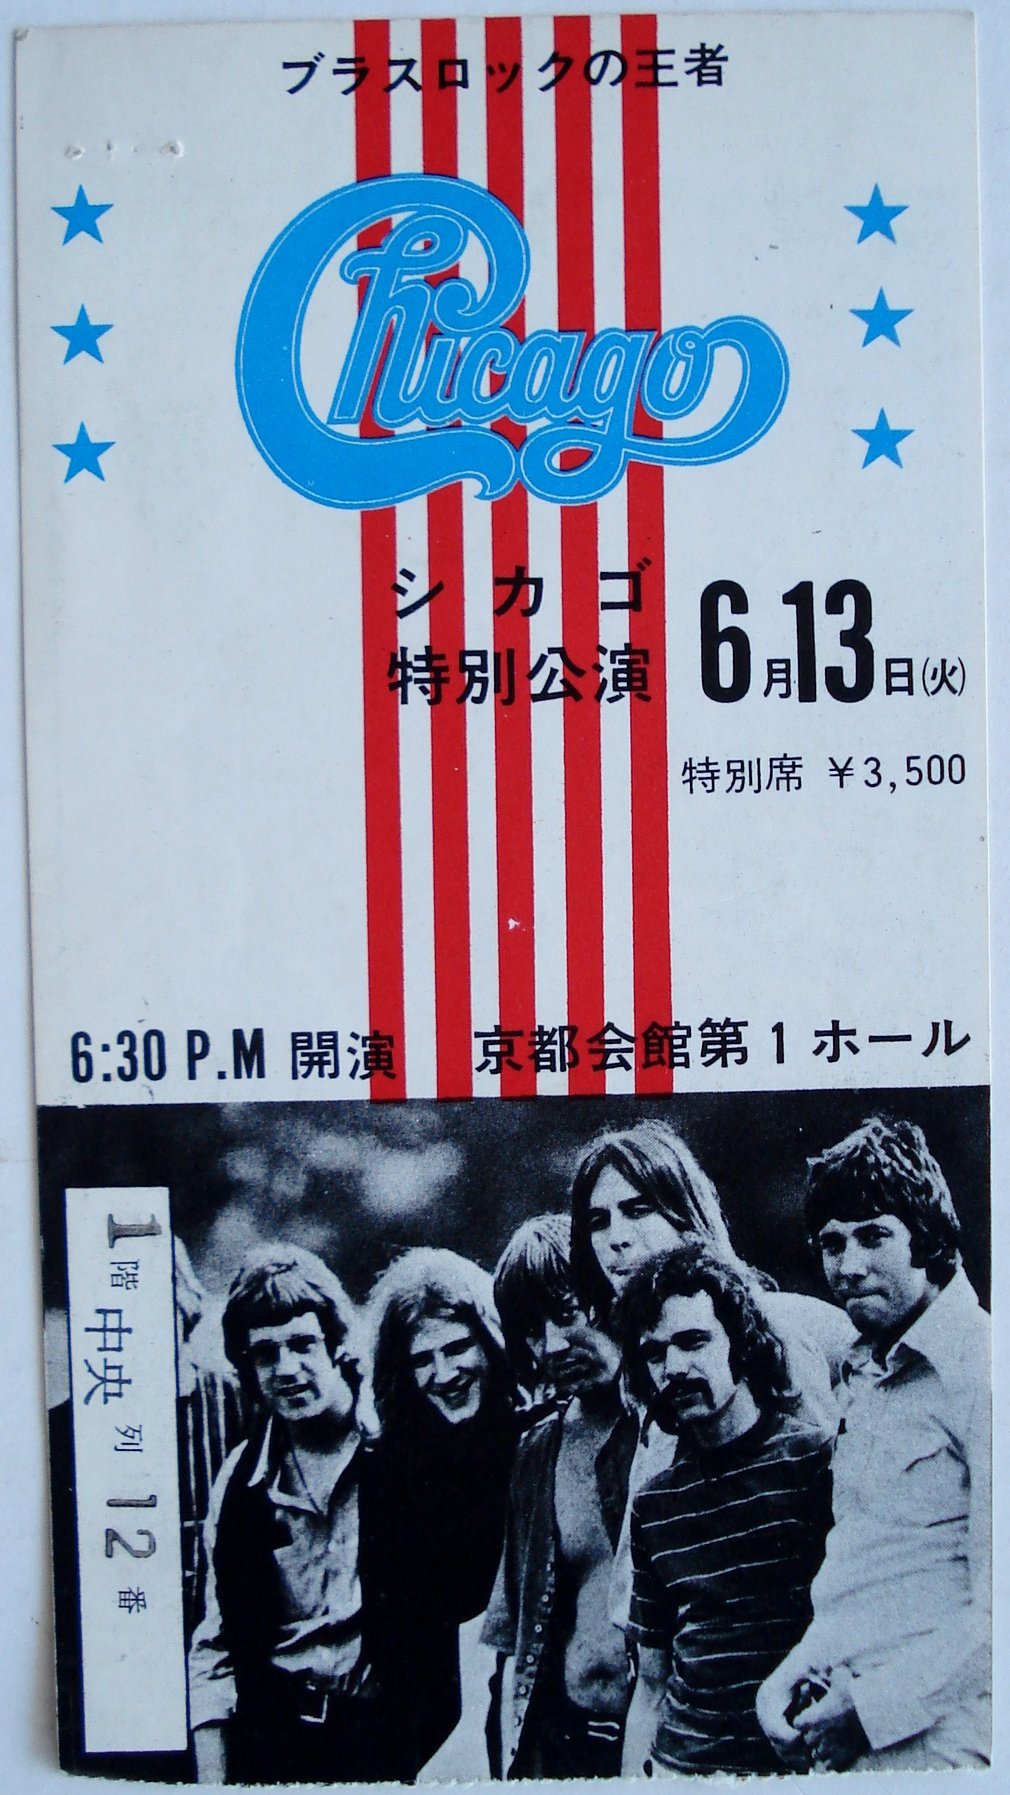 ブラスロックの王者
Chicago
シカゴ
特別公演
6月13日(火)
特別席 ¥3,500
6:30 P.M 開演 京都会館第1ホール
1階中央列12番